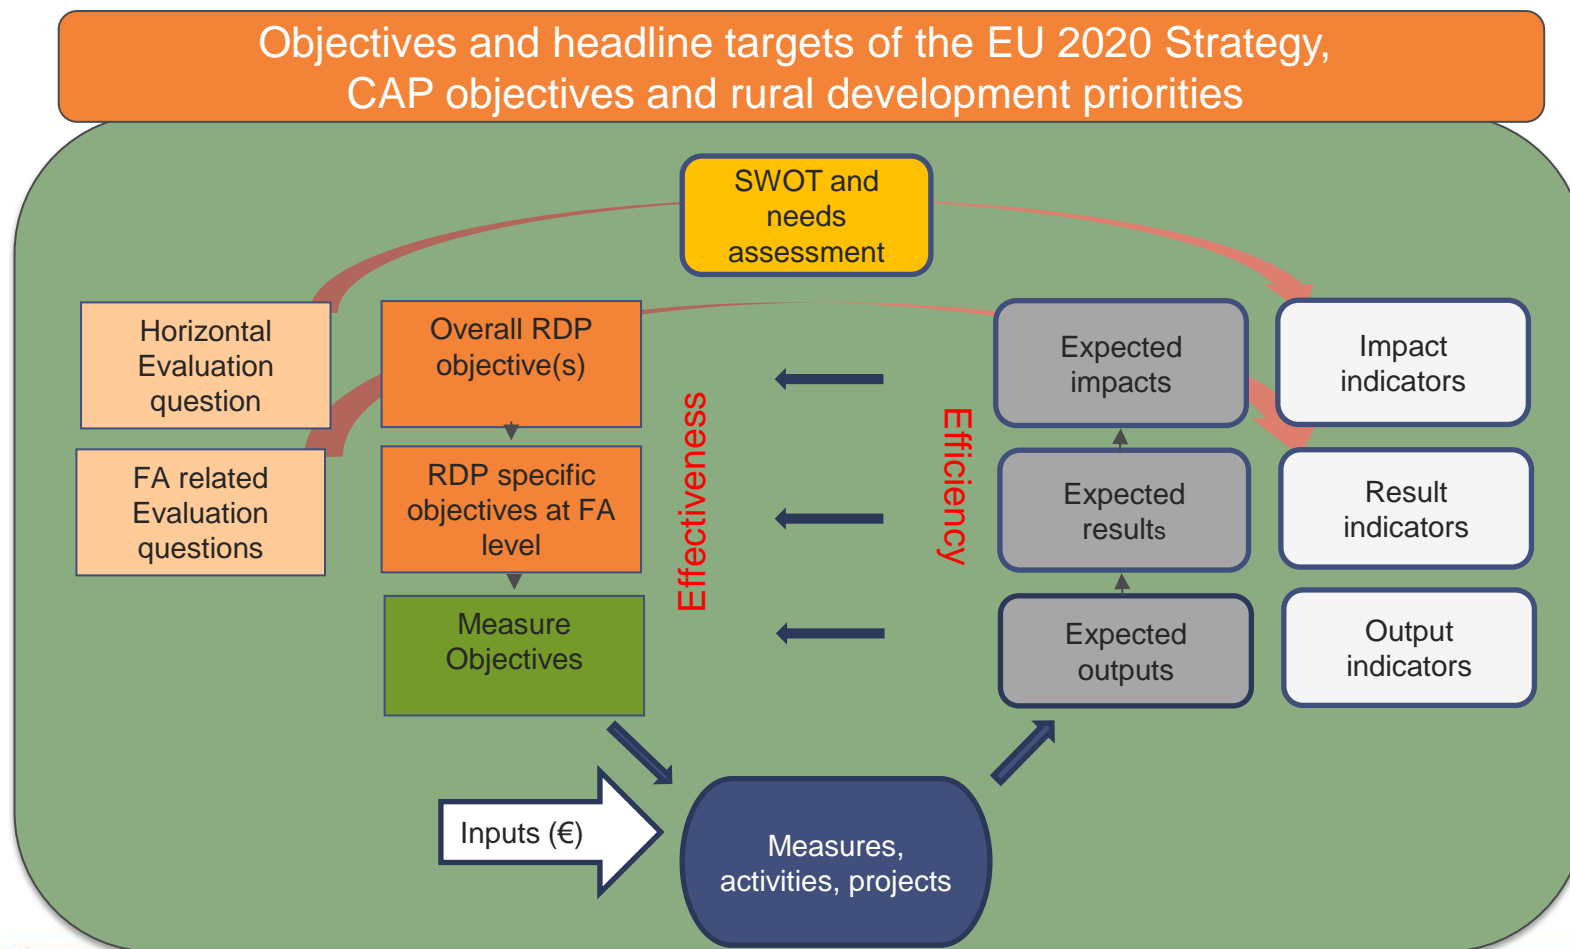 Objectives and headline targets of the EU 2020 Strategy,
CAP objectives and rural development priorities
SWOT and
needs
assessment
Horizontal
Evaluation
question
Overall RDP
objective(s)
Expected
impacts
Impact
indicators
FA related
Evaluation
questions
RDP specific
objectives at FA
level
Effectiveness
Efficiency
Expected
results
Result
indicators
Measure
Objectives
Expected
outputs
Output
indicators
Inputs (€)
Measures,
activities, projects